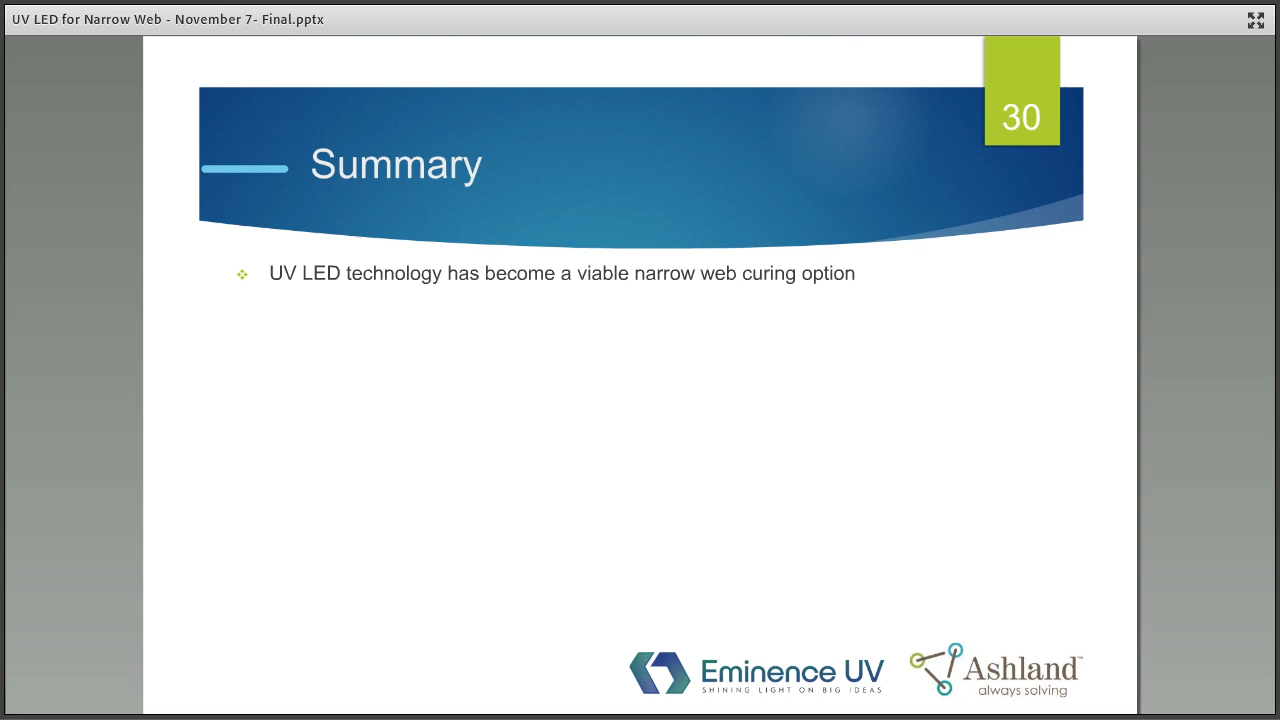 UV LED for Narrow Web - November 7- Final.pptx
30
Summary
UV LED technology has become a viable narrow web curing option
Eminence UV
SHINING LIGHT ON BIG IDEAS
Ashland™
always solving